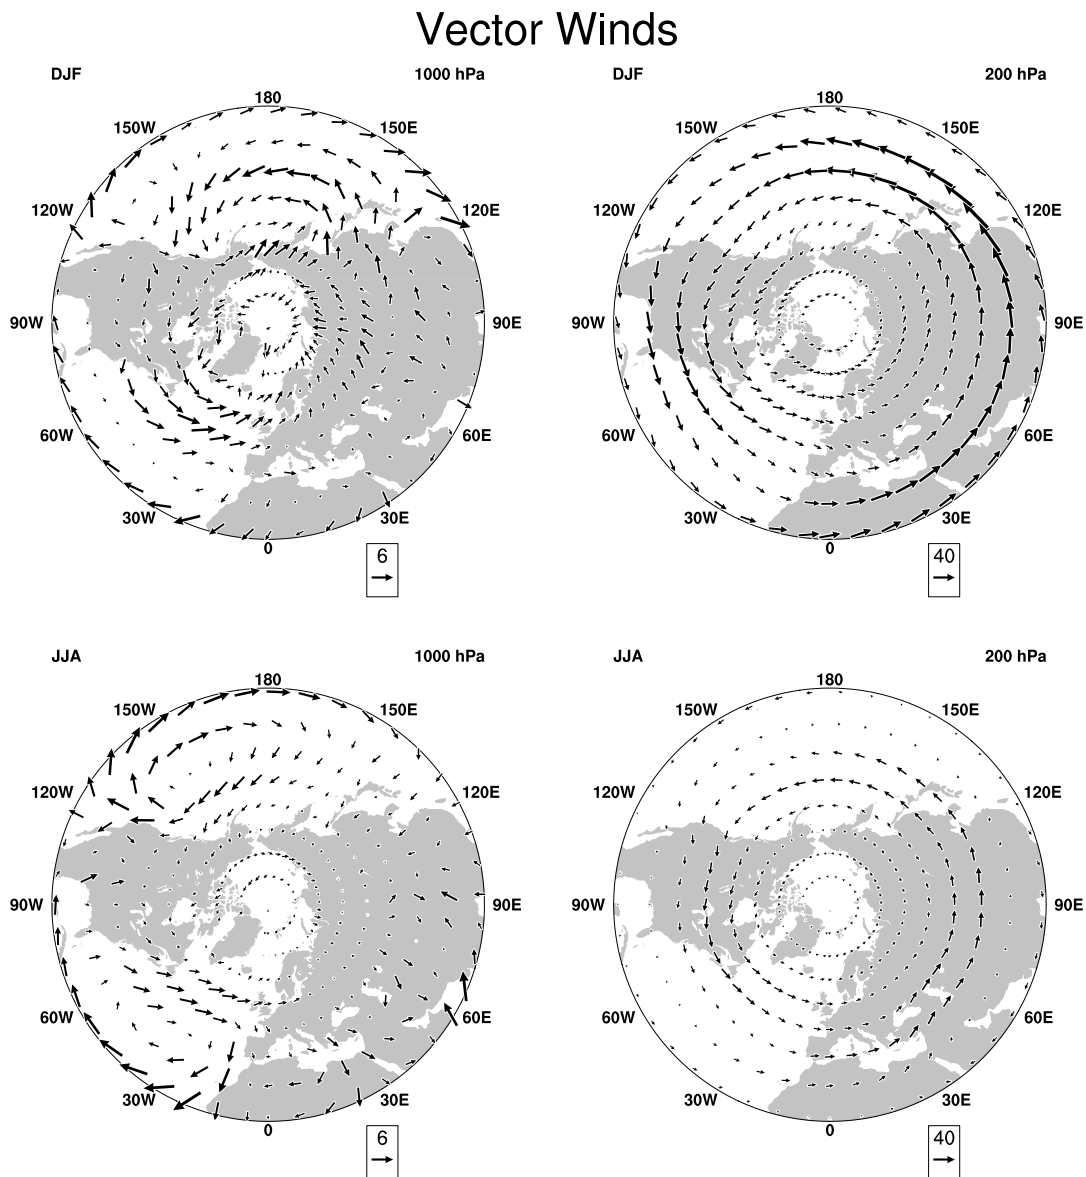 Vector Winds
DJF 1000 hPa
180
150W 150E
120W 120E
90W 90E
60W 60E
30W 30E
0
6
DJF 200 hPa
180
150W 150E
120W 120E
90W 90E
60W 60E
30W 30E
0
40
JJA 1000 hPa
180
150W 150E
120W 120E
90W 90E
60W 60E
30W 30E
0
6
JJA 200 hPa
180
150W 150E
120W 120E
90W 90E
60W 60E
30W 30E
0
40